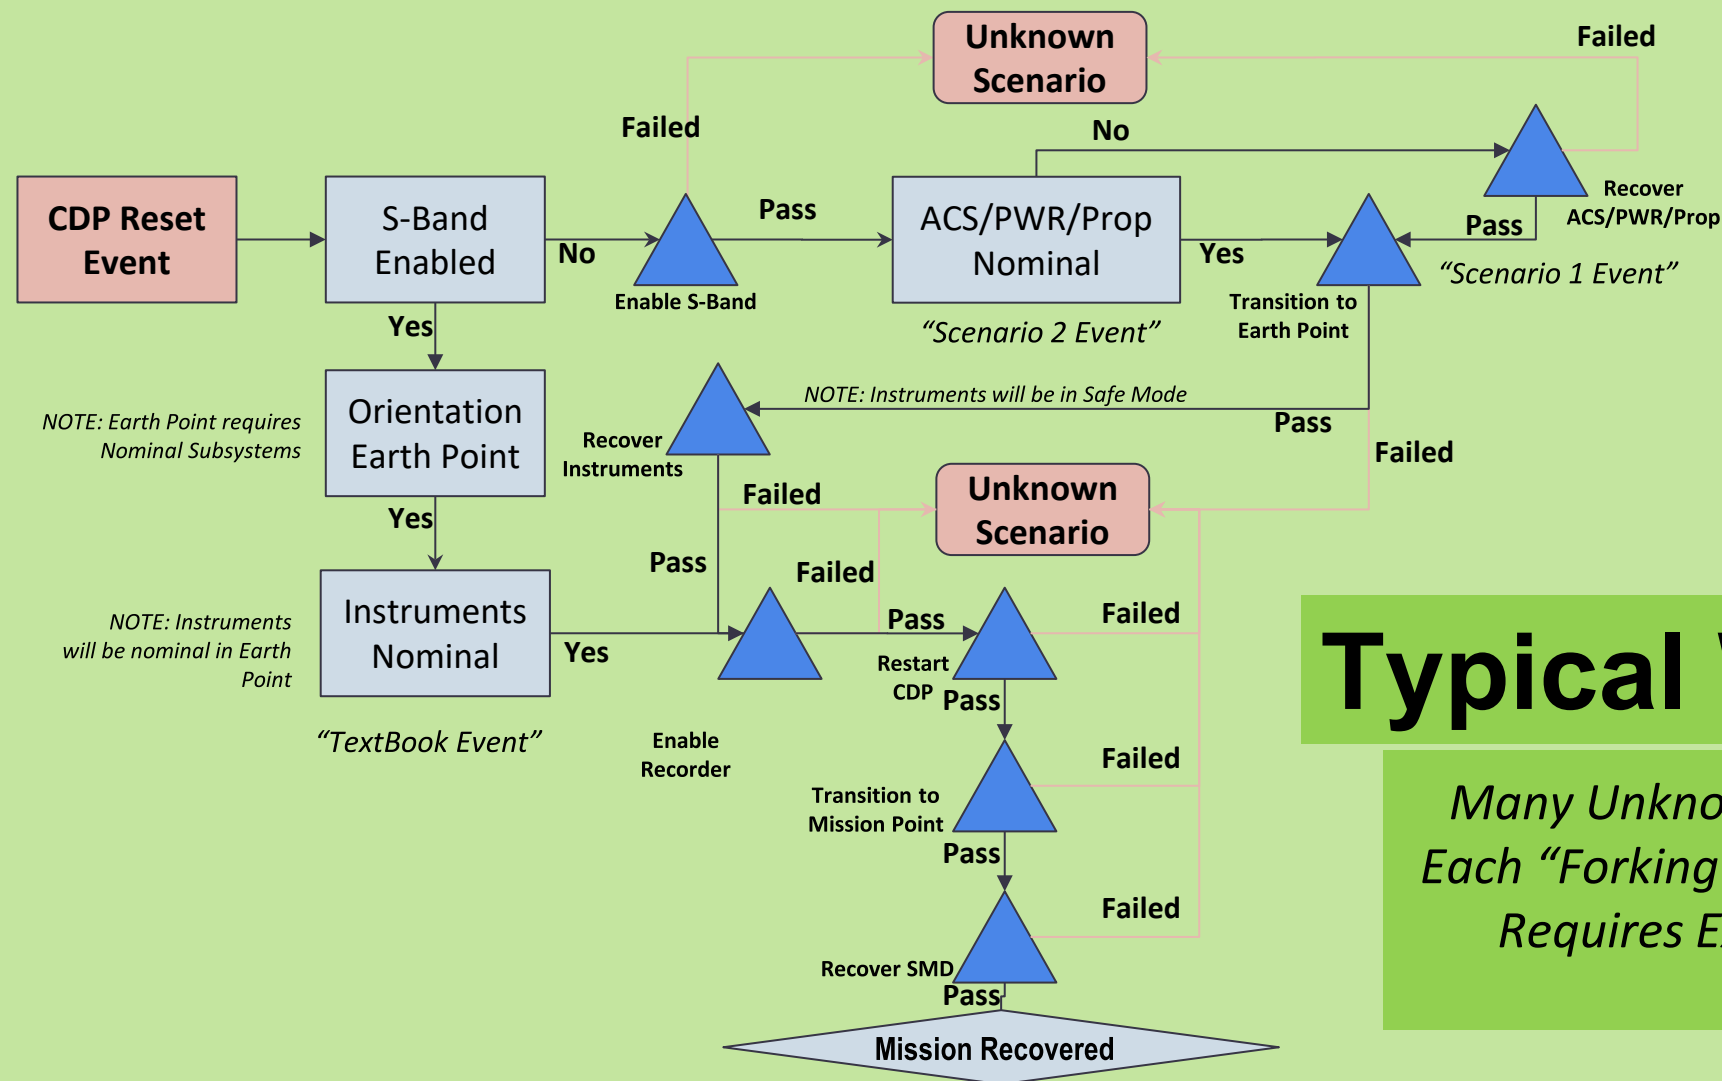 Unknown
Scenario
Failed
Failed
No
CDP Reset
Event
S-Band
Enabled
No
Enable S-Band
Pass
ACS/PWR/Prop
Nominal
Yes
"Scenario 2 Event"
Transition to
Earth Point
Pass
Recover
ACS/PWR/Prop
"Scenario 1 Event"
Yes
NOTE: Earth Point requires
Nominal Subsystems
Orientation
Earth Point
Recover
Instruments
NOTE: Instruments will be in Safe Mode
Pass
Failed
Yes
Failed
Unknown
Scenario
Pass
Failed
NOTE: Instruments
will be nominal in Earth
Point
Instruments
Nominal
Yes
"TextBook Event"
Enable
Recorder
Pass
Restart
CDP
Failed
Pass
Transition to
Mission Point
Failed
Pass
Recover SMD
Failed
Pass
Mission Recovered
Typical
Many
Each "Forking
Requires